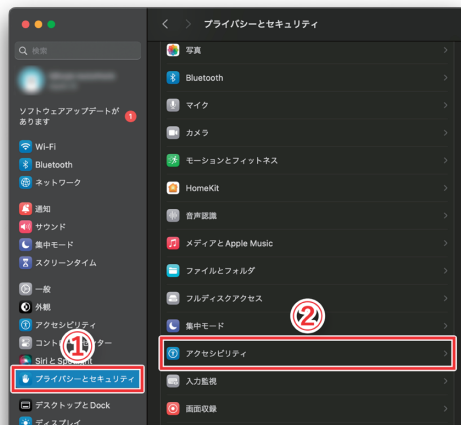 プライバシーとセキュリティ
検索
ソフトウェアアップデートが
あります
1
Wi-Fi
Bluetooth
ネットワーク
通知
サウンド
集中モード
スクリーンタイム
一般
外観
アクセシビリティ
①
プライバシーとセキュリティ
デスクトップとDock
ディスプレイ
写真
Bluetooth
マイク
カメラ
モーションとフィットネス
HomeKit
音声認識
メディアとApple Music
ファイルとフォルダ
フルディスクアクセス
②
集中モード
アクセシビリティ
入力監視
画面収録